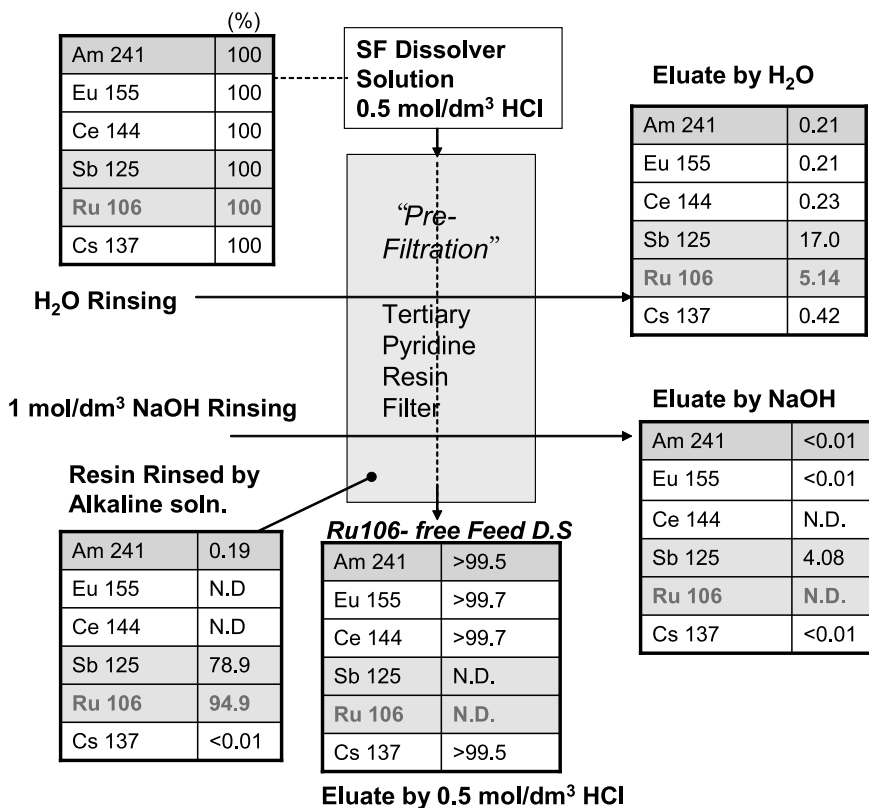 (%)
Am 241 100
Eu 155 100
Ce 144 100
Sb 125 100
Ru 106 100
Cs 137 100
SF Dissolver
Solution
0.5 mol/dm³ HCl
Eluate by H₂O
Am 241 0.21
Eu 155 0.21
Ce 144 0.23
Sb 125 17.0
Ru 106 5.14
Cs 137 0.42
“Pre-
Filtration”
H₂O Rinsing
Tertiary
Pyridine
Resin
Filter
1 mol/dm³ NaOH Rinsing
Eluate by NaOH
Am 241 <0.01
Eu 155 <0.01
Ce 144 N.D.
Sb 125 4.08
Ru 106 N.D.
Cs 137 <0.01
Resin Rinsed by
Alkaline soln.
Am 241 0.19
Eu 155 N.D
Ce 144 N.D
Sb 125 78.9
Ru 106 94.9
Cs 137 <0.01
Ru106- free Feed D.S
Am 241 >99.5
Eu 155 >99.7
Ce 144 >99.7
Sb 125 N.D.
Ru 106 N.D.
Cs 137 >99.5
Eluate by 0.5 mol/dm³ HCl